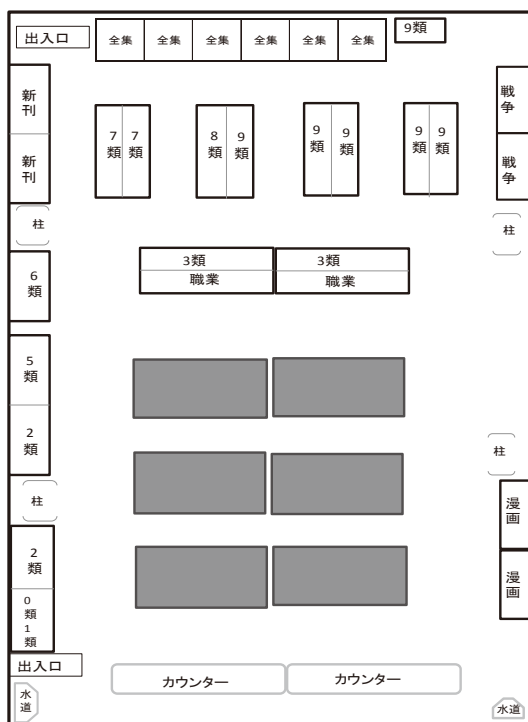 出入口
全集 全集 全集 全集 全集 全集
9類
新刊
新刊
7類 7類
8類 9類
9類 9類
9類 9類
戦争
戦争
柱
柱
6類
3類 3類
職業 職業
5類
2類
柱
柱
漫画
漫画
2類
0類1類
出入口
カウンター カウンター
水道
水道